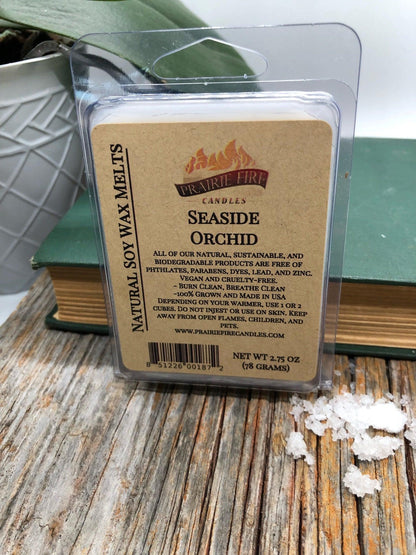 PRAIRIE FIRE
CANDLES
SEASIDE
ORCHID
NATURAL SOY WAX MELTS
ALL OF OUR NATURAL, SUSTAINABLE, AND
BIODEGRADABLE PRODUCTS ARE FREE OF
PHTHLATES, PARABENS, DYES, LEAD, AND ZINC.
VEGAN AND CRUELTY-FREE.
~ BURN CLEAN, BREATHE CLEAN
~100% GROWN AND MADE IN USA
DEPENDING ON YOUR WARMER, USE 1 OR 2
CUBES. DO NOT INJEST OR USE ON SKIN. KEEP
AWAY FROM OPEN FLAMES, CHILDREN, AND
PETS.
WWW.PRAIRIEFIRECANDLES.COM
8 51226 00187 2
NET WT 2.75 OZ
(78 GRAMS)